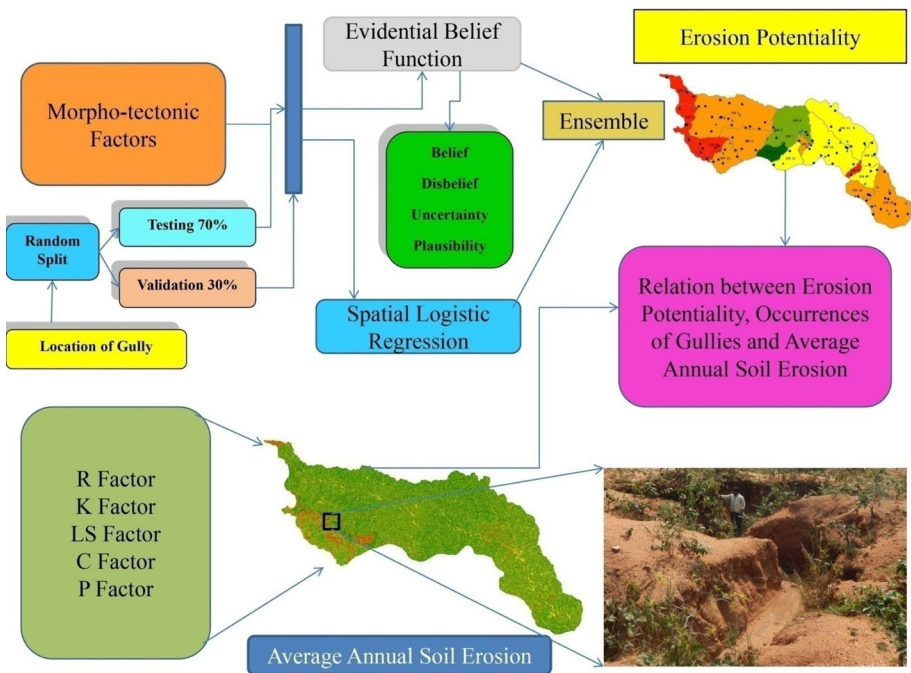 Evidential Belief
Function
Erosion Potentiality
Morpho-tectonic
Factors
Ensemble
Belief
Disbelief
Uncertainty
Plausibility
Testing 70%
Random
Split
Validation 30%
Location of Gully
Spatial Logistic
Regression
Relation between Erosion
Potentiality, Occurrences
of Gullies and Average
Annual Soil Erosion
R Factor
K Factor
LS Factor
C Factor
P Factor
Average Annual Soil Erosion